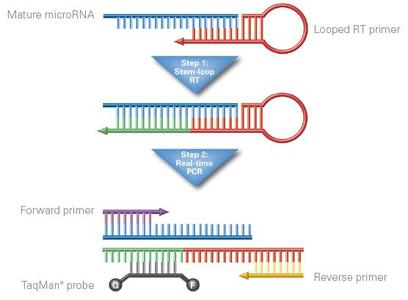 Mature microRNA
Looped RT primer
Step 1:
Stem-loop
RT
Step 2:
Real-time
PCR
Forward primer
TaqMan® probe
Q
F
Reverse primer